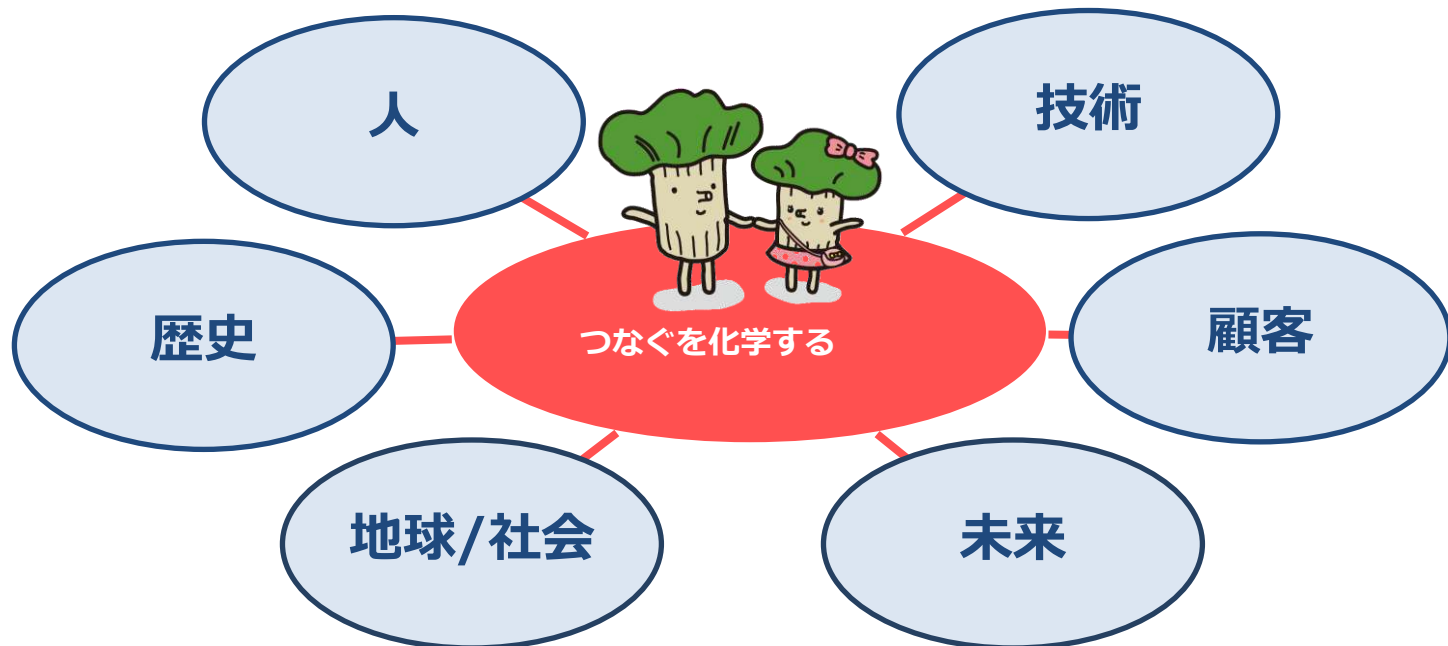 人
技術
歴史
つなぐを化学する
顧客
地球/社会
未来